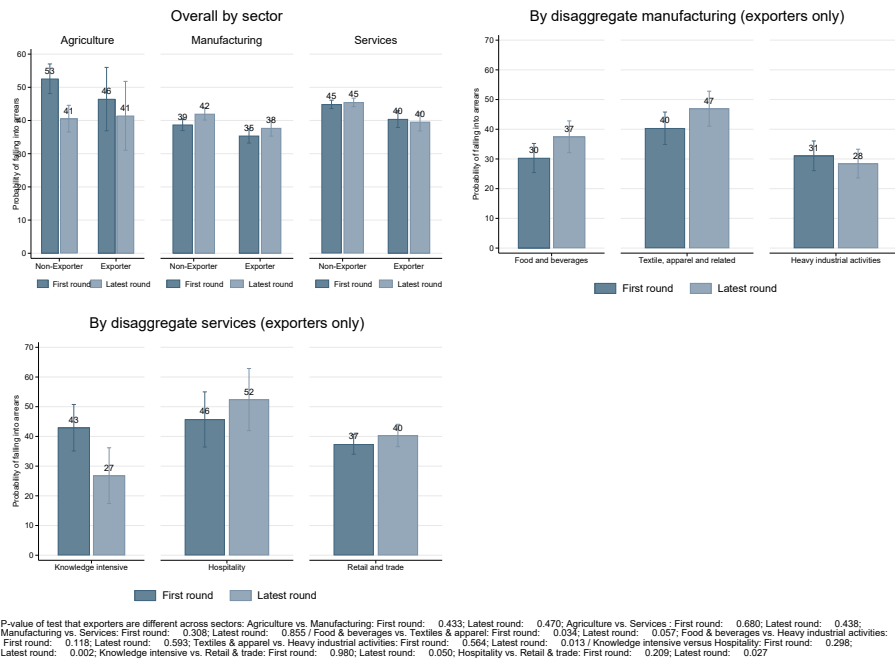 Overall by sector
Agriculture
Manufacturing
Services
Probability of falling into arrears
60
50
40
30
20
10
0
53
41
46
41
39
42
35
38
45
45
40
40
Non-Exporter
Exporter
Non-Exporter
Exporter
Non-Exporter
Exporter
First round
Latest round
First round
Latest round
First round
Latest round
By disaggregate manufacturing (exporters only)
Probability of falling into arrears
70
60
50
40
30
20
10
0
30
37
40
47
31
28
Food and beverages
Textile, apparel and related
Heavy industrial activities
First round
Latest round
By disaggregate services (exporters only)
Probability of falling into arrears
70
60
50
40
30
20
10
0
43
27
46
52
37
40
Knowledge intensive
Hospitality
Retail and trade
First round
Latest round
P-value of test that exporters are different across sectors: Agriculture vs. Manufacturing: First round: 0.433; Latest round: 0.470; Agriculture vs. Services : First round: 0.680; Latest round: 0.438;
Manufacturing vs. Services: First round: 0.308; Latest round: 0.855 / Food & beverages vs. Textiles & apparel: First round: 0.034; Latest round: 0.057; Food & beverages vs. Heavy industrial activities:
First round: 0.118; Latest round: 0.593; Textiles & apparel vs. Heavy industrial activities: First round: 0.564; Latest round: 0.013 / Knowledge intensive versus Hospitality: First round: 0.298;
Latest round: 0.002; Knowledge intensive vs. Retail & trade: First round: 0.980; Latest round: 0.050; Hospitality vs. Retail & trade: First round: 0.209; Latest round: 0.027